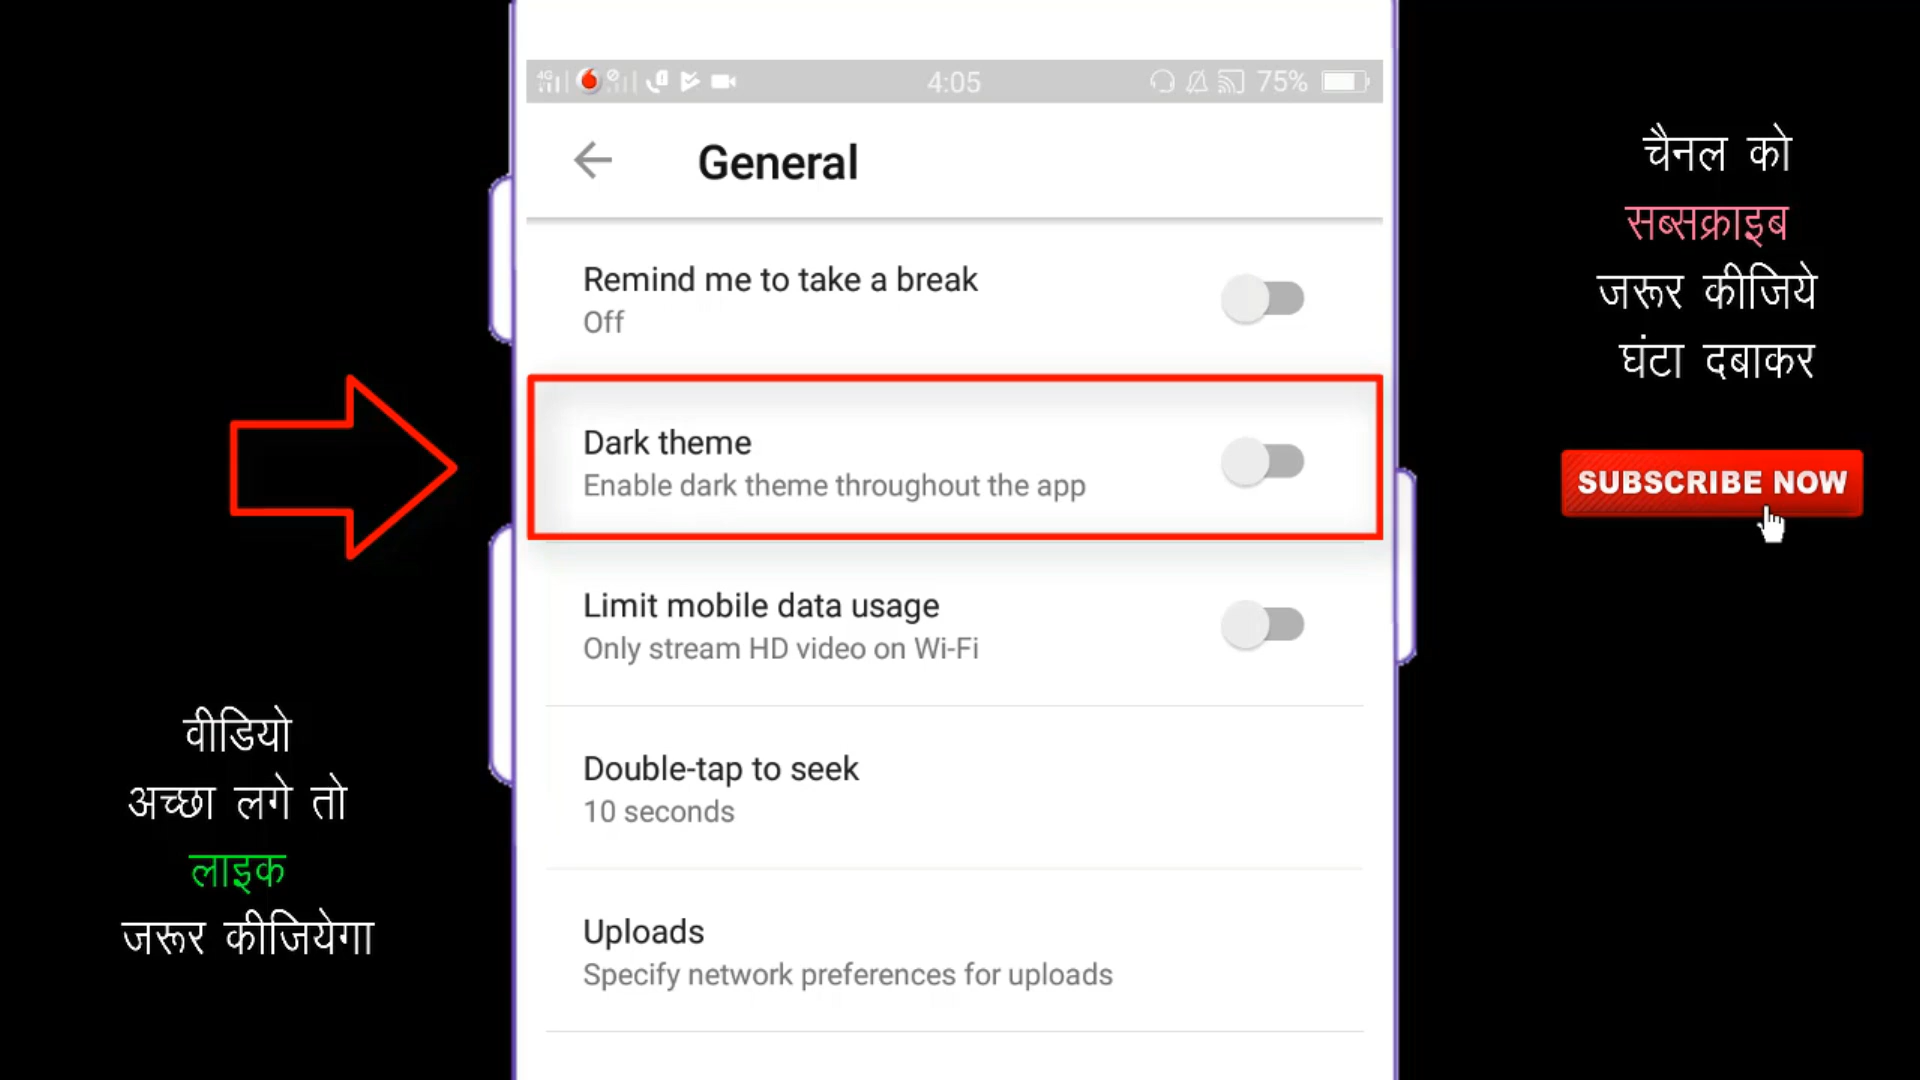 4G
4:05
75%
General
Remind me to take a break
Off
Dark theme
Enable dark theme throughout the app
Limit mobile data usage
Only stream HD video on Wi-Fi
Double-tap to seek
10 seconds
Uploads
Specify network preferences for uploads
वीडियो
अच्छा लगे तो
लाइक
जरूर कीजियेगा
चैनल को
सब्सक्राइब
जरूर कीजिये
घंटा दबाकर
SUBSCRIBE NOW